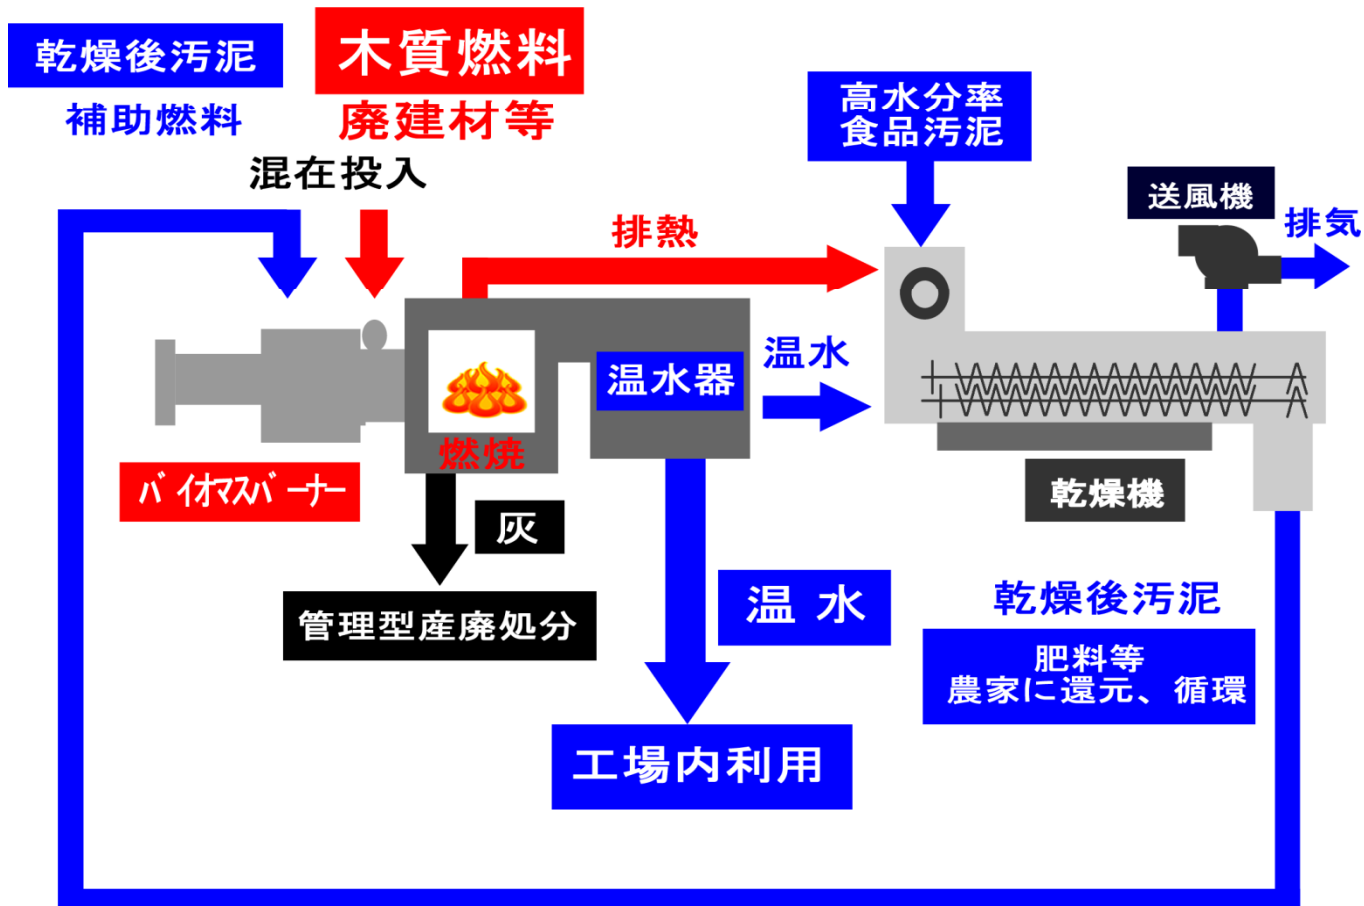 乾燥後汚泥
補助燃料
木質燃料
廃建材等
混在投入
高水分率
食品汚泥
送風機
排気
排熱
温水
温水器
燃焼
バイオマスバーナー
乾燥機
灰
管理型産廃処分
温 水
工場内利用
乾燥後汚泥
肥料等
農家に還元、循環